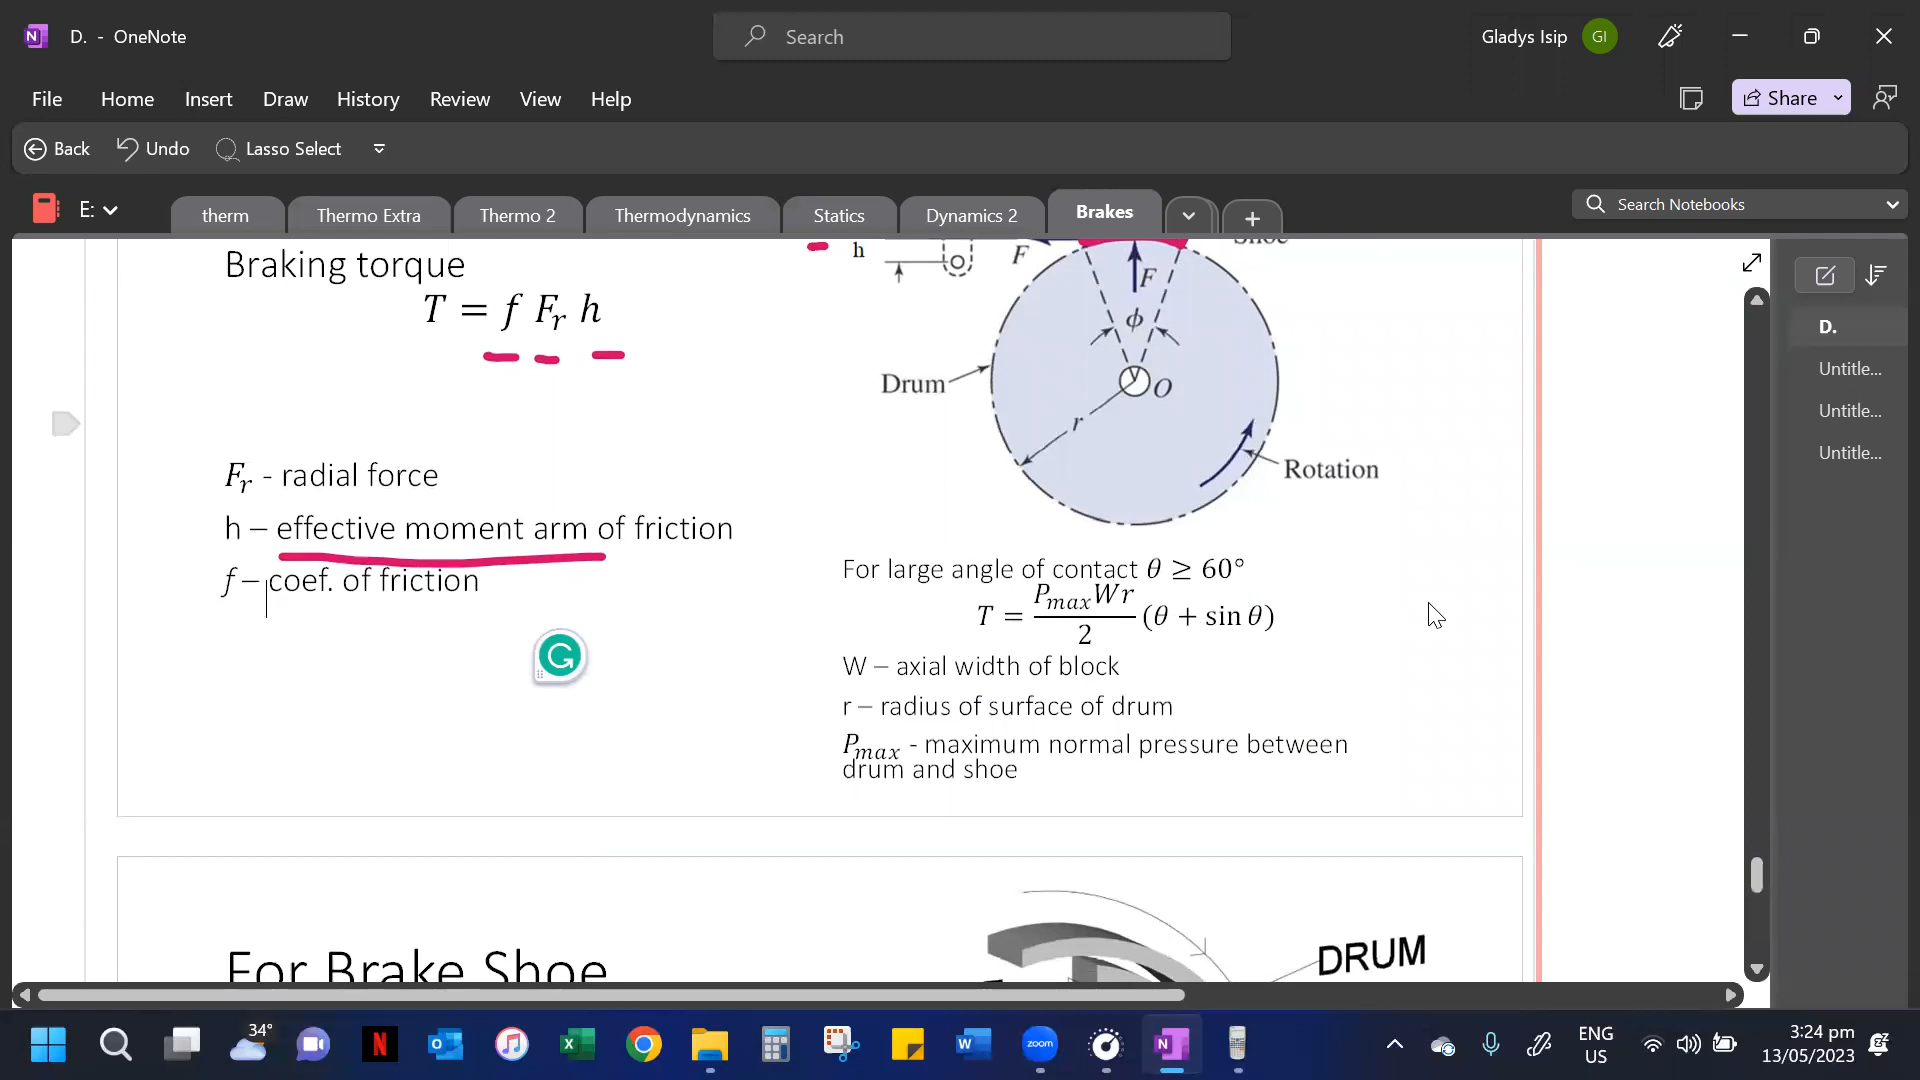 D. - OneNote
Search
Gladys Isip
GI
File
Home
Insert
Draw
History
Review
View
Help
Share
Back
Undo
Lasso Select
E:
therm
Thermo Extra
Thermo 2
Thermodynamics
Statics
Dynamics 2
Brakes
Search Notebooks
Braking torque
T = f F_r h
F_r - radial force
h – effective moment arm of friction
f – coef. of friction
h
F
Shoe
F
ϕ
Drum
O
r
Rotation
For large angle of contact θ ≥ 60°
T = P_max Wr / 2 (θ + sin θ)
W – axial width of block
r – radius of surface of drum
P_max - maximum normal pressure between
drum and shoe
For Brake Shoe
DRUM
D.
Untitle...
Untitle...
Untitle...
34°
zoom
ENG
US
3:24 pm
13/05/2023